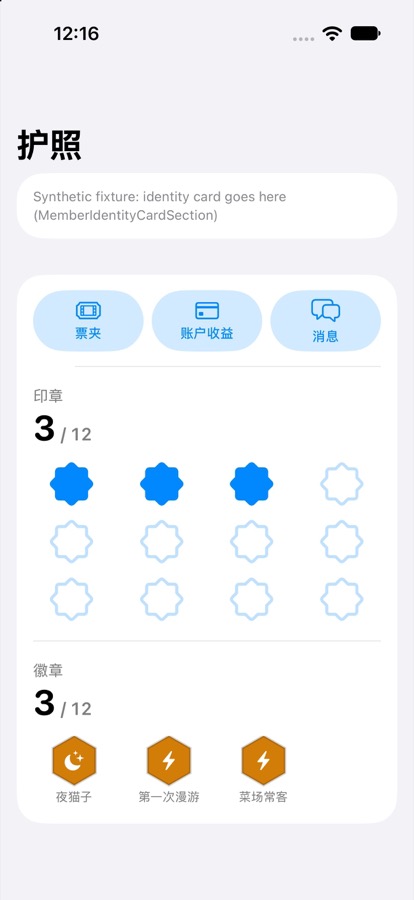 12:16
护照
Synthetic fixture: identity card goes here
(MemberIdentityCardSection)
票夹
账户收益
消息
印章
3 / 12
徽章
3 / 12
夜猫子
第一次漫游
菜场常客